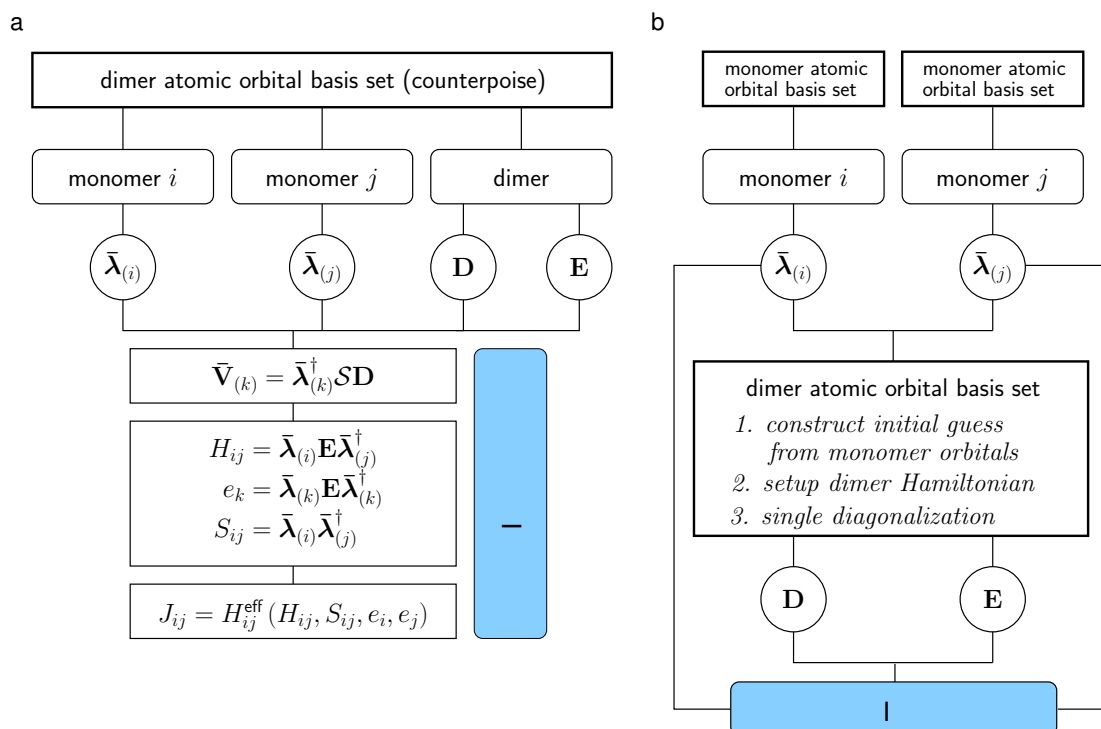 a
dimer atomic orbital basis set (counterpoise)
monomer i
monomer j
dimer
λ̄(i)
λ̄(j)
D
E
V̄(k) = λ̄†(k)𝒮D
Hij = λ̄(i)Eλ̄†(j)
ek = λ̄(k)Eλ̄†(k)
Sij = λ̄(i)λ̄†(j)
Jij = Heffij(Hij, Sij, ei, ej)
I
b
monomer atomic
orbital basis set
monomer atomic
orbital basis set
monomer i
monomer j
λ̄(i)
λ̄(j)
dimer atomic orbital basis set
1. construct initial guess
from monomer orbitals
2. setup dimer Hamiltonian
3. single diagonalization
D
E
I